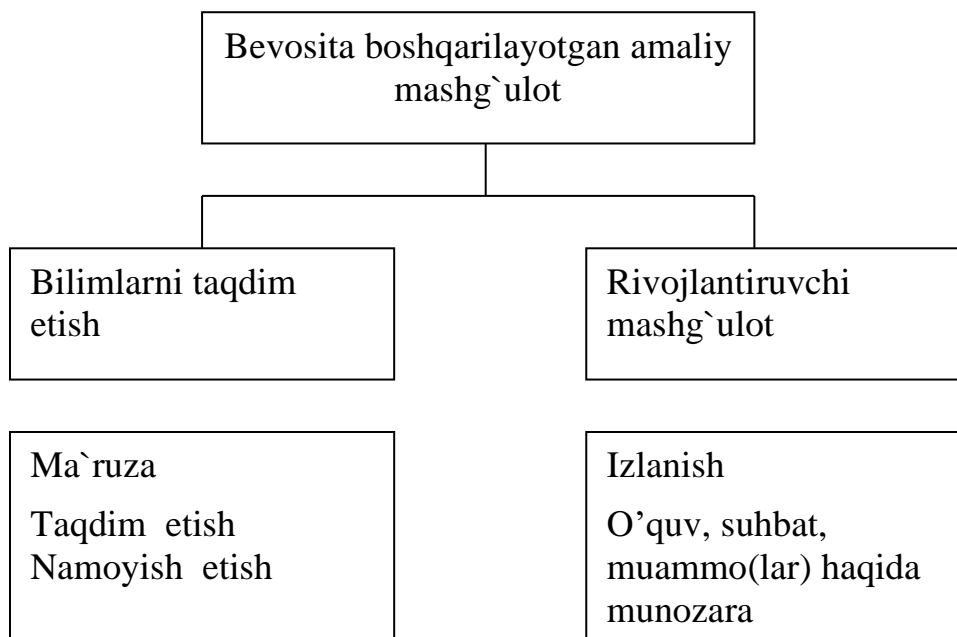 Bevosita boshqarilayotgan amaliy
mashg`ulot
Bilimlarni taqdim
etish
Rivojlantiruvchi
mashg`ulot
Ma`ruza
Taqdim etish
Namoyish etish
Izlanish
O’quv, suhbat,
muammo(lar) haqida
munozara